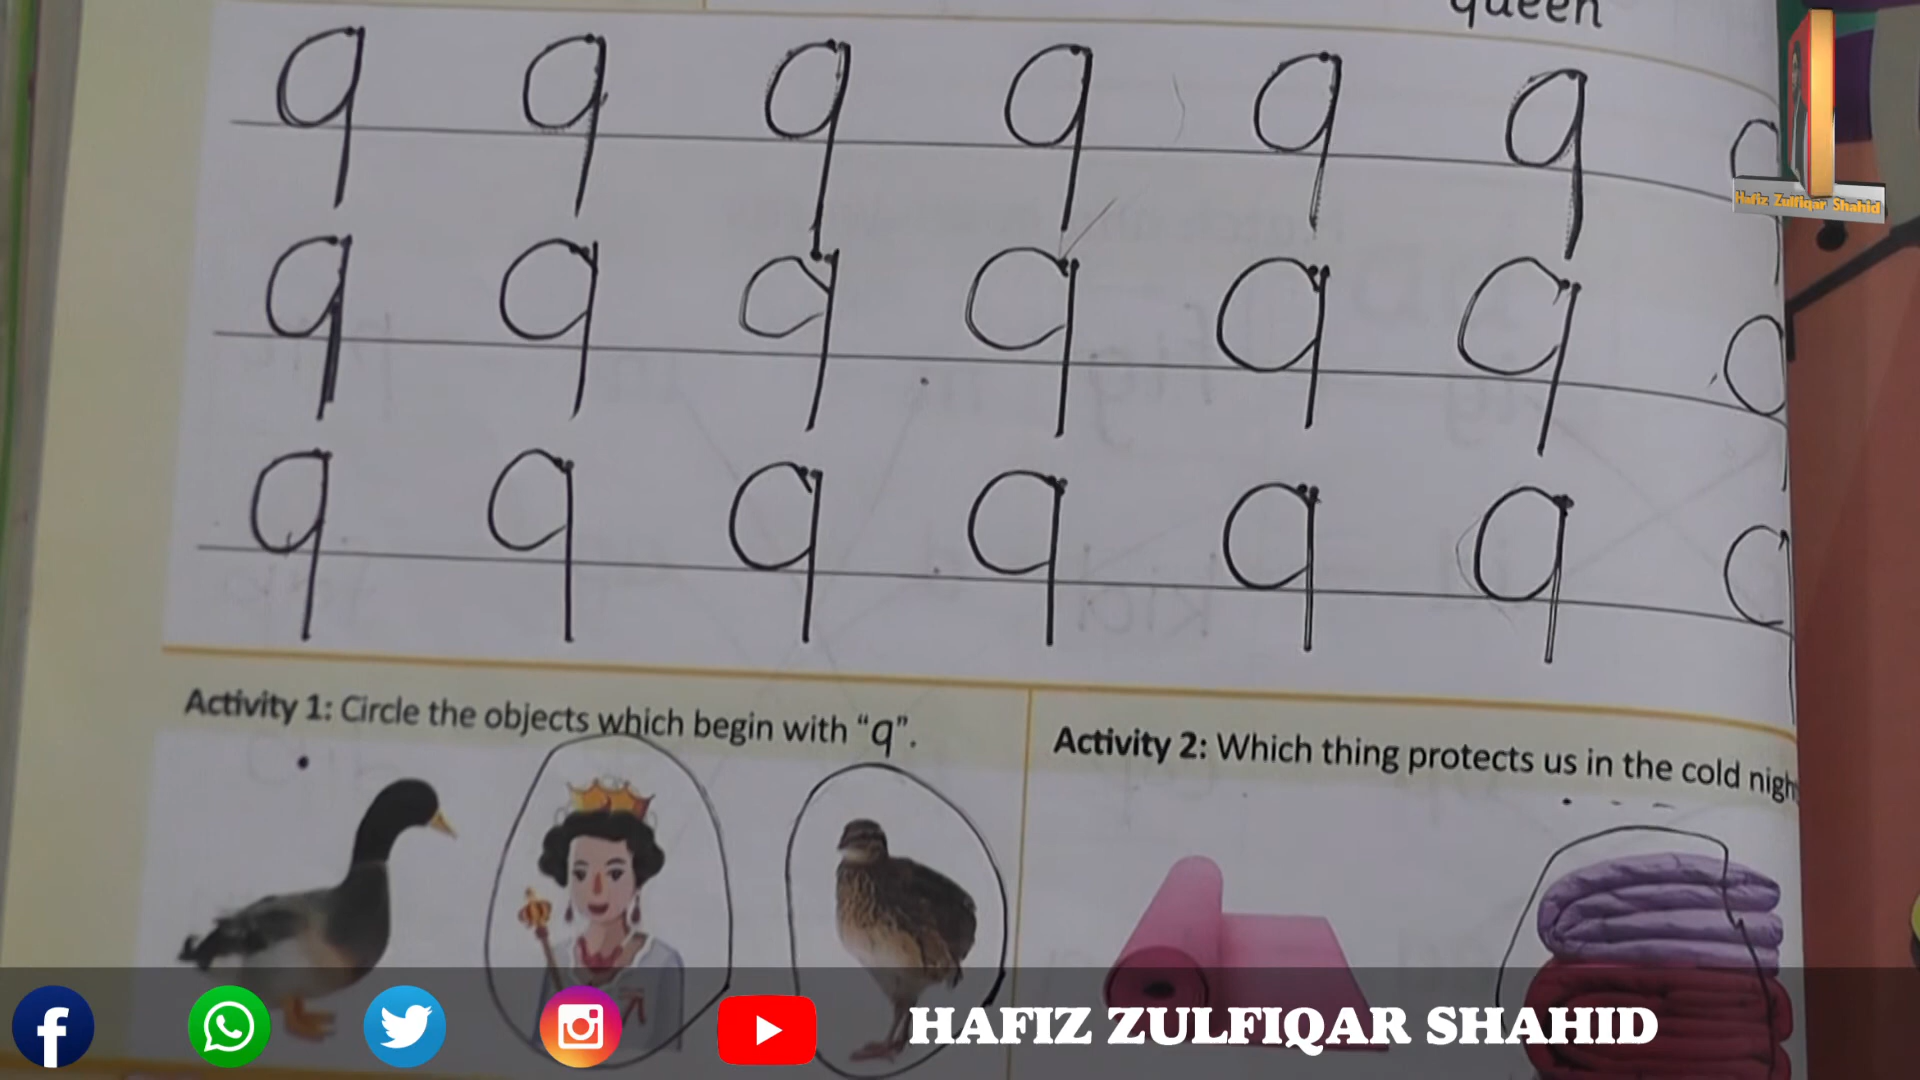 queen
q q q q q q q
q q q q q q q
q q q q q q q
Activity 1: Circle the objects which begin with "q".
Activity 2: Which thing protects us in the cold nigh
Hafiz Zulfiqar Shahid
HAFIZ ZULFIQAR SHAHID